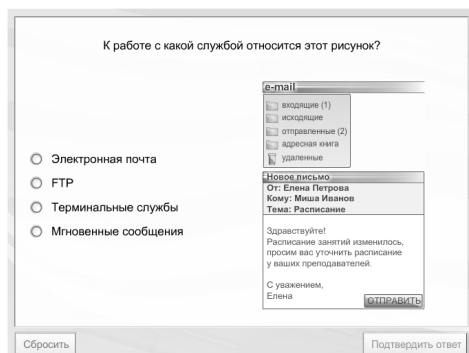 К работе с какой службой относится этот рисунок?
Электронная почта
FTP
Терминальные службы
Мгновенные сообщения
e-mail
входящие (1)
исходящие
отправленные (2)
адресная книга
удаленные
Новое письмо
От: Елена Петрова
Кому: Миша Иванов
Тема: Расписание
Здравствуйте!
Расписание занятий изменилось,
просим вас уточнить расписание
у ваших преподавателей.
С уважением,
Елена
ОТПРАВИТЬ
Сбросить
Подтвердить ответ